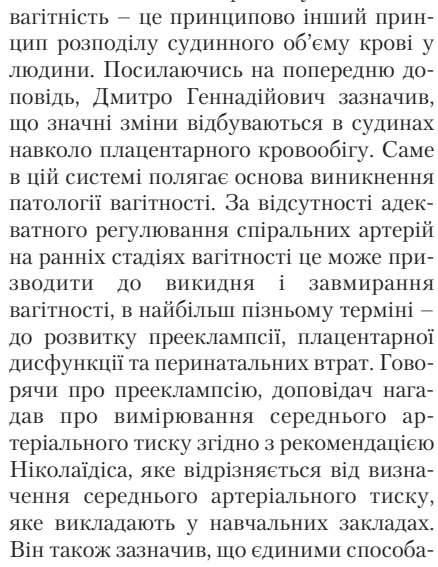 вагітність – це принципово інший прин-
цип розподілу судинного об’єму крові у
людини. Посилаючись на попередню до-
повідь, Дмитро Геннадійович зазначив,
що значні зміни відбуваються в судинах
навколо плацентарного кровообігу. Саме
в цій системі полягає основа виникнення
патології вагітності. За відсутності адек-
ватного регулювання спіральних артерій
на ранніх стадіях вагітності це може при-
зводити до викидня і завмирання
вагітності, в найбільш пізньому терміні –
до розвитку прееклампсії, плацентарної
дисфункції та перинатальних втрат. Гово-
рячи про прееклампсію, доповідач нага-
дав про вимірювання середнього ар-
теріального тиску згідно з рекомендацією
Ніколаїдіса, яке відрізняється від визна-
чення середнього артеріального тиску,
яке викладають у навчальних закладах.
Він також зазначив, що єдиними способа-